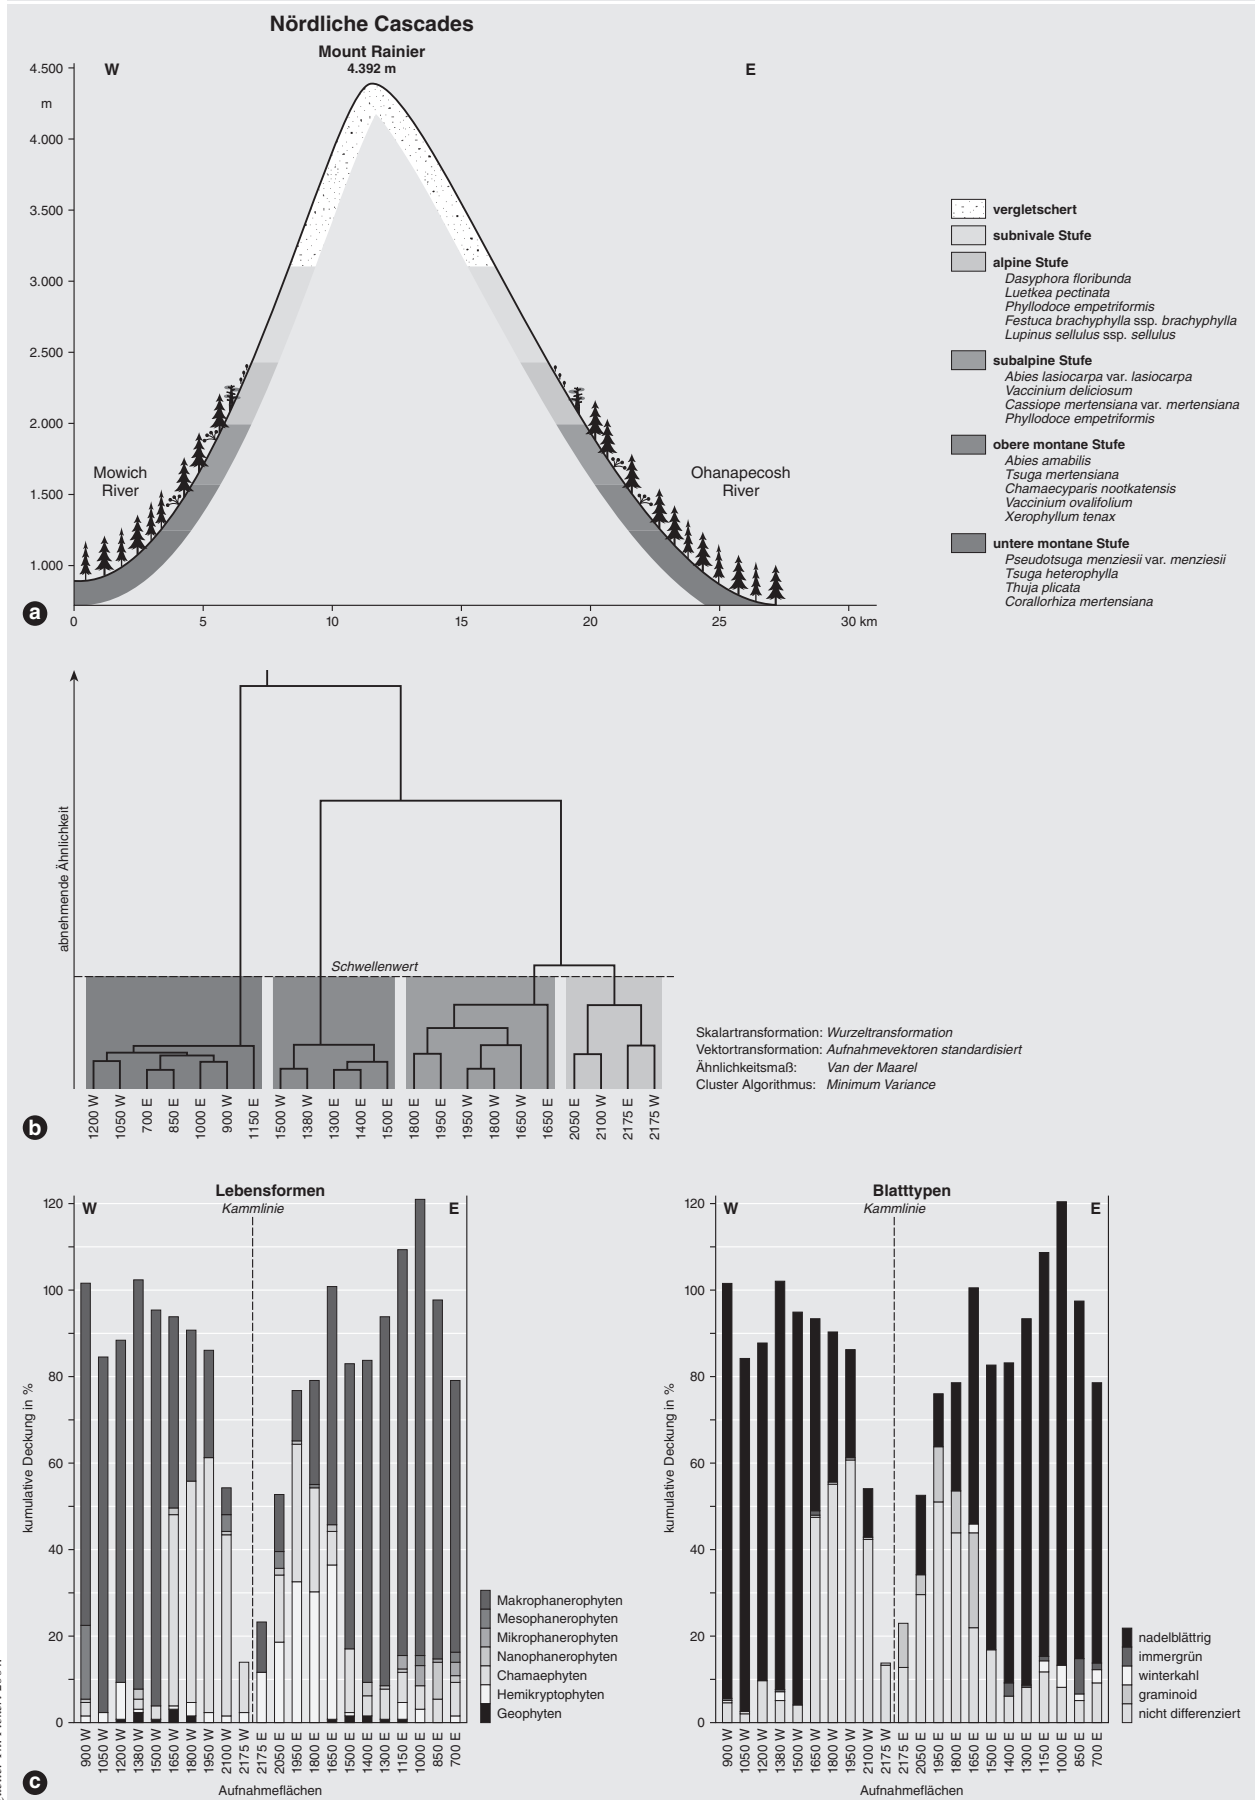 Nördliche Cascades
Mount Rainier
4.392 m
W
E
4.500
m
4.000
3.500
3.000
2.500
2.000
1.500
1.000
Mowich
River
Ohanapecosh
River
0
5
10
15
20
25
30 km
a
vergletschert
subnivale Stufe
alpine Stufe
Dasyphora floribunda
Luetkea pectinata
Phyllodoce empetriformis
Festuca brachyphylla ssp. brachyphylla
Lupinus sellulus ssp. sellulus
subalpine Stufe
Abies lasiocarpa var. lasiocarpa
Vaccinium deliciosum
Cassiope mertensiana var. mertensiana
Phyllodoce empetriformis
obere montane Stufe
Abies amabilis
Tsuga mertensiana
Chamaecyparis nootkatensis
Vaccinium ovalifolium
Xerophyllum tenax
untere montane Stufe
Pseudotsuga menziesii var. menziesii
Tsuga heterophylla
Thuja plicata
Corallorhiza mertensiana
abnehmende Ähnlichkeit
Schwellenwert
1200 W
1050 W
700 E
850 E
1000 E
900 W
1150 E
1500 W
1380 W
1300 E
1400 E
1500 E
1800 E
1950 E
1950 W
1800 W
1650 W
1650 E
2050 E
2100 W
2175 E
2175 W
b
Skalartransformation: Wurzeltransformation
Vektortransformation: Aufnahmevektoren standardisiert
Ähnlichkeitsmaß: Van der Maarel
Cluster Algorithmus: Minimum Variance
Lebensformen
W
Kammlinie
E
kumulative Deckung in %
120
100
80
60
40
20
0
900 W
1050 W
1200 W
1380 W
1500 W
1650 W
1800 W
1950 W
2100 W
2175 W
2175 E
2050 E
1950 E
1800 E
1650 E
1500 E
1400 E
1300 E
1150 E
1000 E
850 E
700 E
Aufnahmeflächen
Makrophanerophyten
Mesophanerophyten
Mikrophanerophyten
Nanophanerophyten
Chamaephyten
Hemikryptophyten
Geophyten
c
Blatttypen
W
Kammlinie
E
kumulative Deckung in %
120
100
80
60
40
20
0
900 W
1050 W
1200 W
1380 W
1500 W
1650 W
1800 W
1950 W
2100 W
2175 W
2175 E
2050 E
1950 E
1800 E
1650 E
1500 E
1400 E
1300 E
1150 E
1000 E
850 E
700 E
Aufnahmeflächen
nadelblättrig
immergrün
winterkahl
graminoid
nicht differenziert